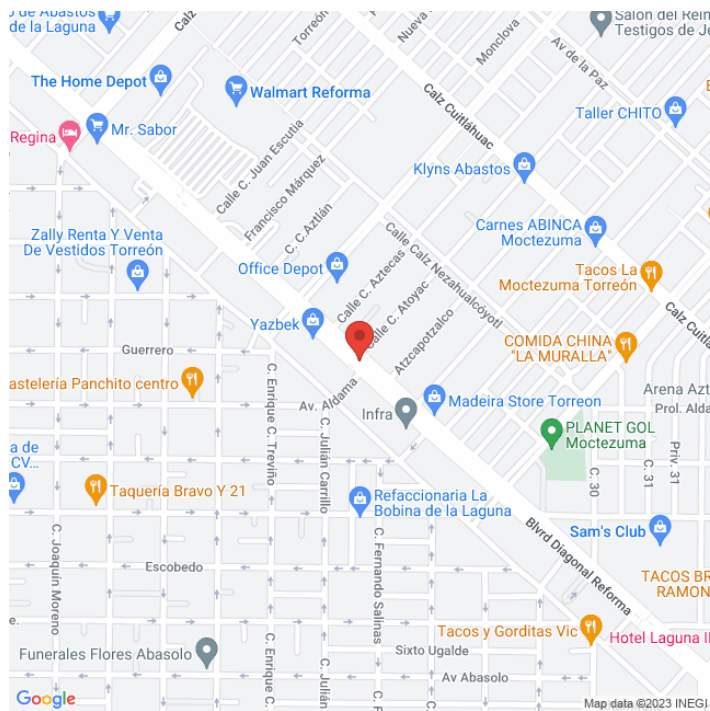 O de Abastos
de la Laguna
Calz
Torreón
Nueva
Monclova
Salón del Rein
Testigos de Je
Av de la Paz
The Home Depot
Walmart Reforma
Calz Cuitláhuac
Taller CHITO
Regina
Mr. Sabor
Calle C. Juan Escutia
Francisco Márquez
C. C.Aztlán
Klyns Abastos
Carnes ABINCA
Moctezuma
Zally Renta Y Venta
De Vestidos Torreón
Office Depot
Calle C. Aztecas
Calle C. Atoyac
Calle Calz Nezahualcóyotl
Tacos La
Moctezuma Torreón
Calz Cuitl
Yazbek
Atzcapotzalco
COMIDA CHINA
"LA MURALLA"
Guerrero
astelería Panchito centro
C. Enrique C. Treviño
Av. Aldama
C. Julián Carrillo
Infra
Madeira Store Torreon
Arena Azt
Prol. Alda
PLANET GOL
Moctezuma
C. 30
C. 31
Priv. 31
a de
CV...
Taquería Bravo Y 21
Refaccionaria La
Bobina de la Laguna
Sam's Club
Blvrd Diagonal Reforma
C. Joaquín Moreno
Escobedo
C. Fernando Salinas
TACOS BR
RAMON
e.
Funerales Flores Abasolo
C. Enrique C.
C. Julián
Tacos y Gorditas Vic
Hotel Laguna II
Sixto Ugalde
Av Abasolo
Google
Map data ©2023 INEGI